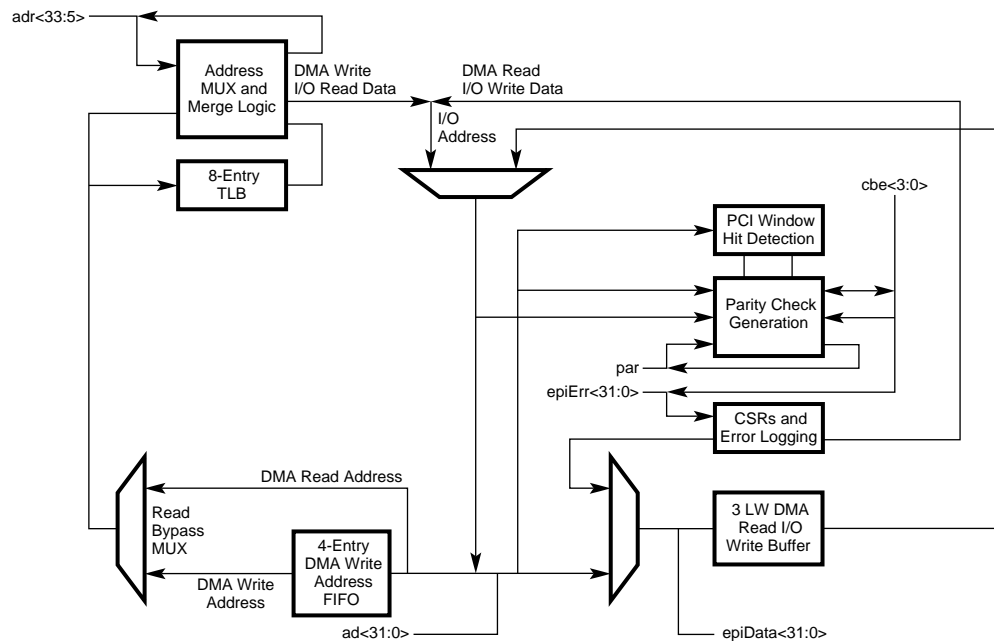 adr<33:5>
Address
MUX and
Merge Logic
DMA Write
I/O Read Data
DMA Read
I/O Write Data
I/O
Address
8-Entry
TLB
cbe<3:0>
PCI Window
Hit Detection
Parity Check
Generation
par
epiErr<31:0>
CSRs and
Error Logging
DMA Read Address
Read
Bypass
MUX
4-Entry
DMA Write
Address
FIFO
DMA Write
Address
3 LW DMA
Read I/O
Write Buffer
ad<31:0>
epiData<31:0>